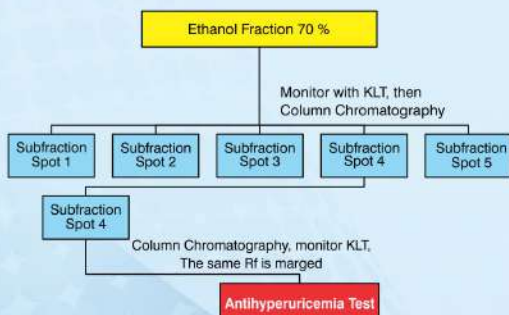 Ethanol Fraction 70 %
Monitor with KLT, then
Column Chromatography
Subfraction
Spot 1
Subfraction
Spot 2
Subfraction
Spot 3
Subfraction
Spot 4
Subfraction
Spot 5
Subfraction
Spot 4
Column Chromatography, monitor KLT,
The same Rf is marged
Antihyperuricemia Test